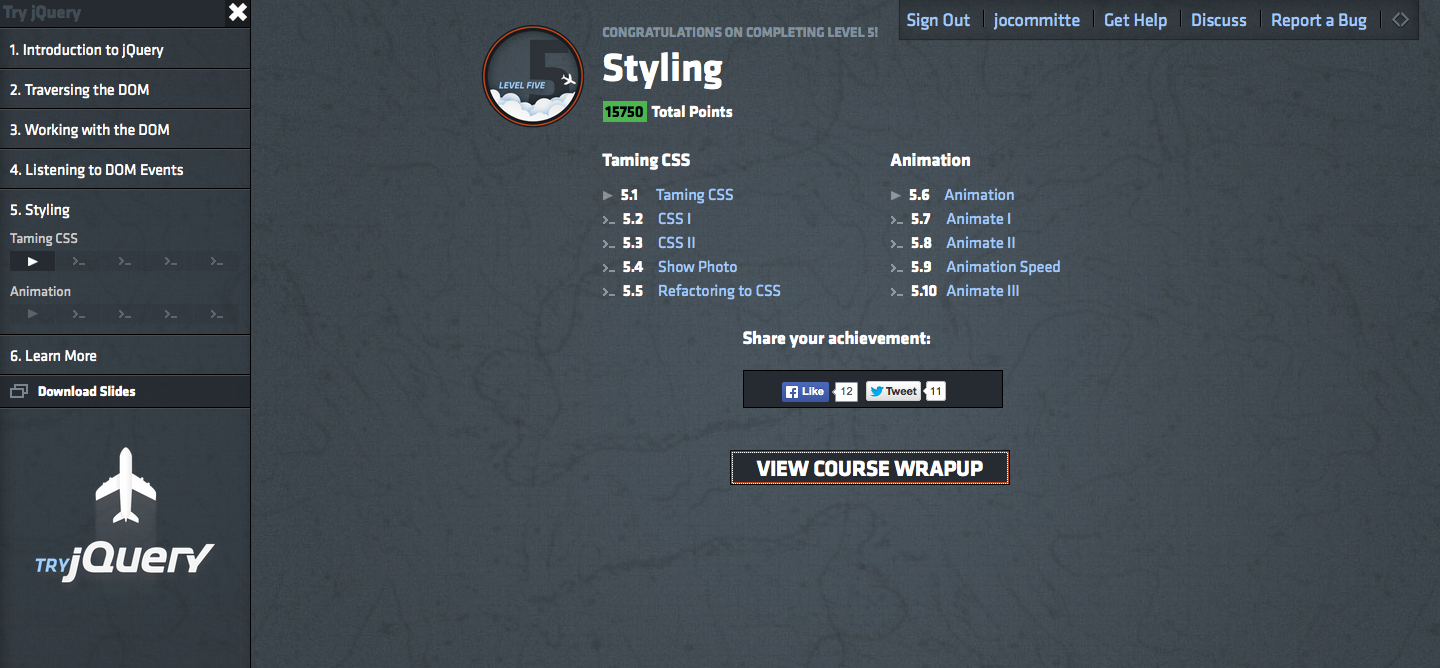 Try jQuery
1. Introduction to jQuery
2. Traversing the DOM
3. Working with the DOM
4. Listening to DOM Events
5. Styling
Taming CSS
Animation
6. Learn More
Download Slides
TRY jQuery
Sign Out jocommitte Get Help Discuss Report a Bug
5
LEVEL FIVE
CONGRATULATIONS ON COMPLETING LEVEL 5!
Styling
15750 Total Points
Taming CSS
5.1 Taming CSS
5.2 CSS I
5.3 CSS II
5.4 Show Photo
5.5 Refactoring to CSS
Animation
5.6 Animation
5.7 Animate I
5.8 Animate II
5.9 Animation Speed
5.10 Animate III
Share your achievement:
Like 12 Tweet 11
VIEW COURSE WRAPUP